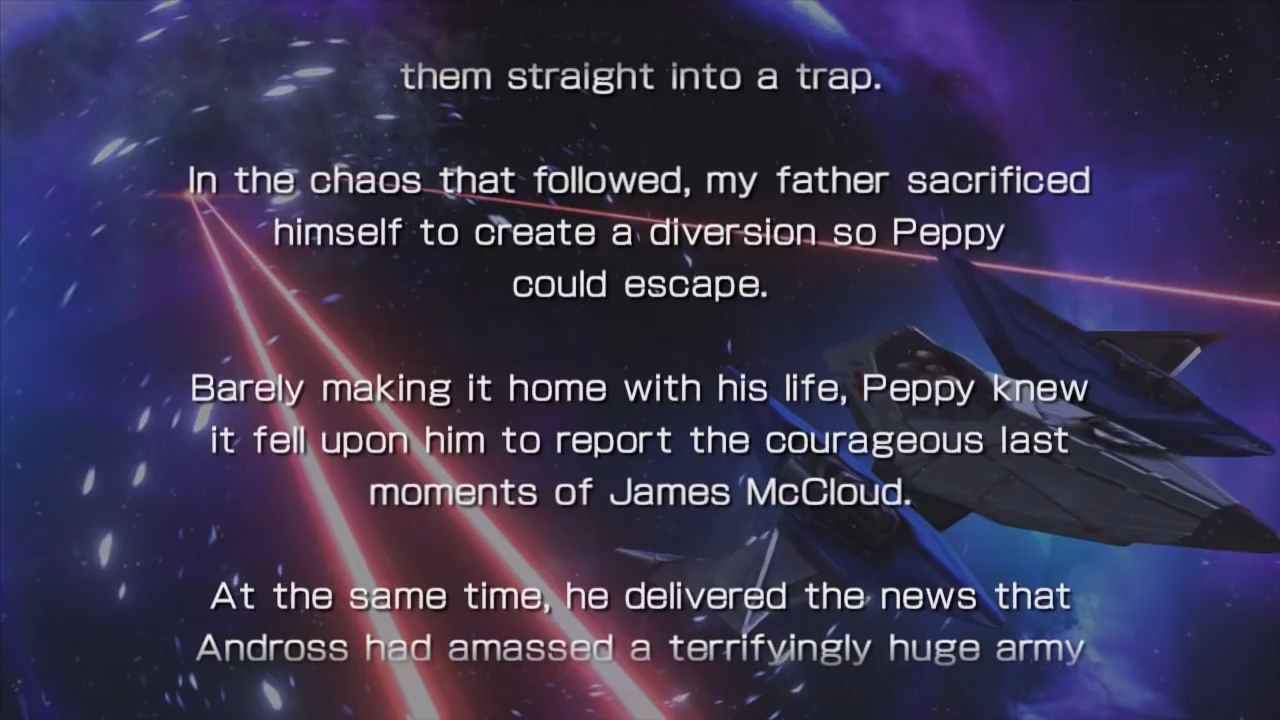 them straight into a trap.
In the chaos that followed, my father sacrificed
himself to create a diversion so Peppy
could escape.
Barely making it home with his life, Peppy knew
it fell upon him to report the courageous last
moments of James McCloud.
At the same time, he delivered the news that
Andross had amassed a terrifyingly huge army